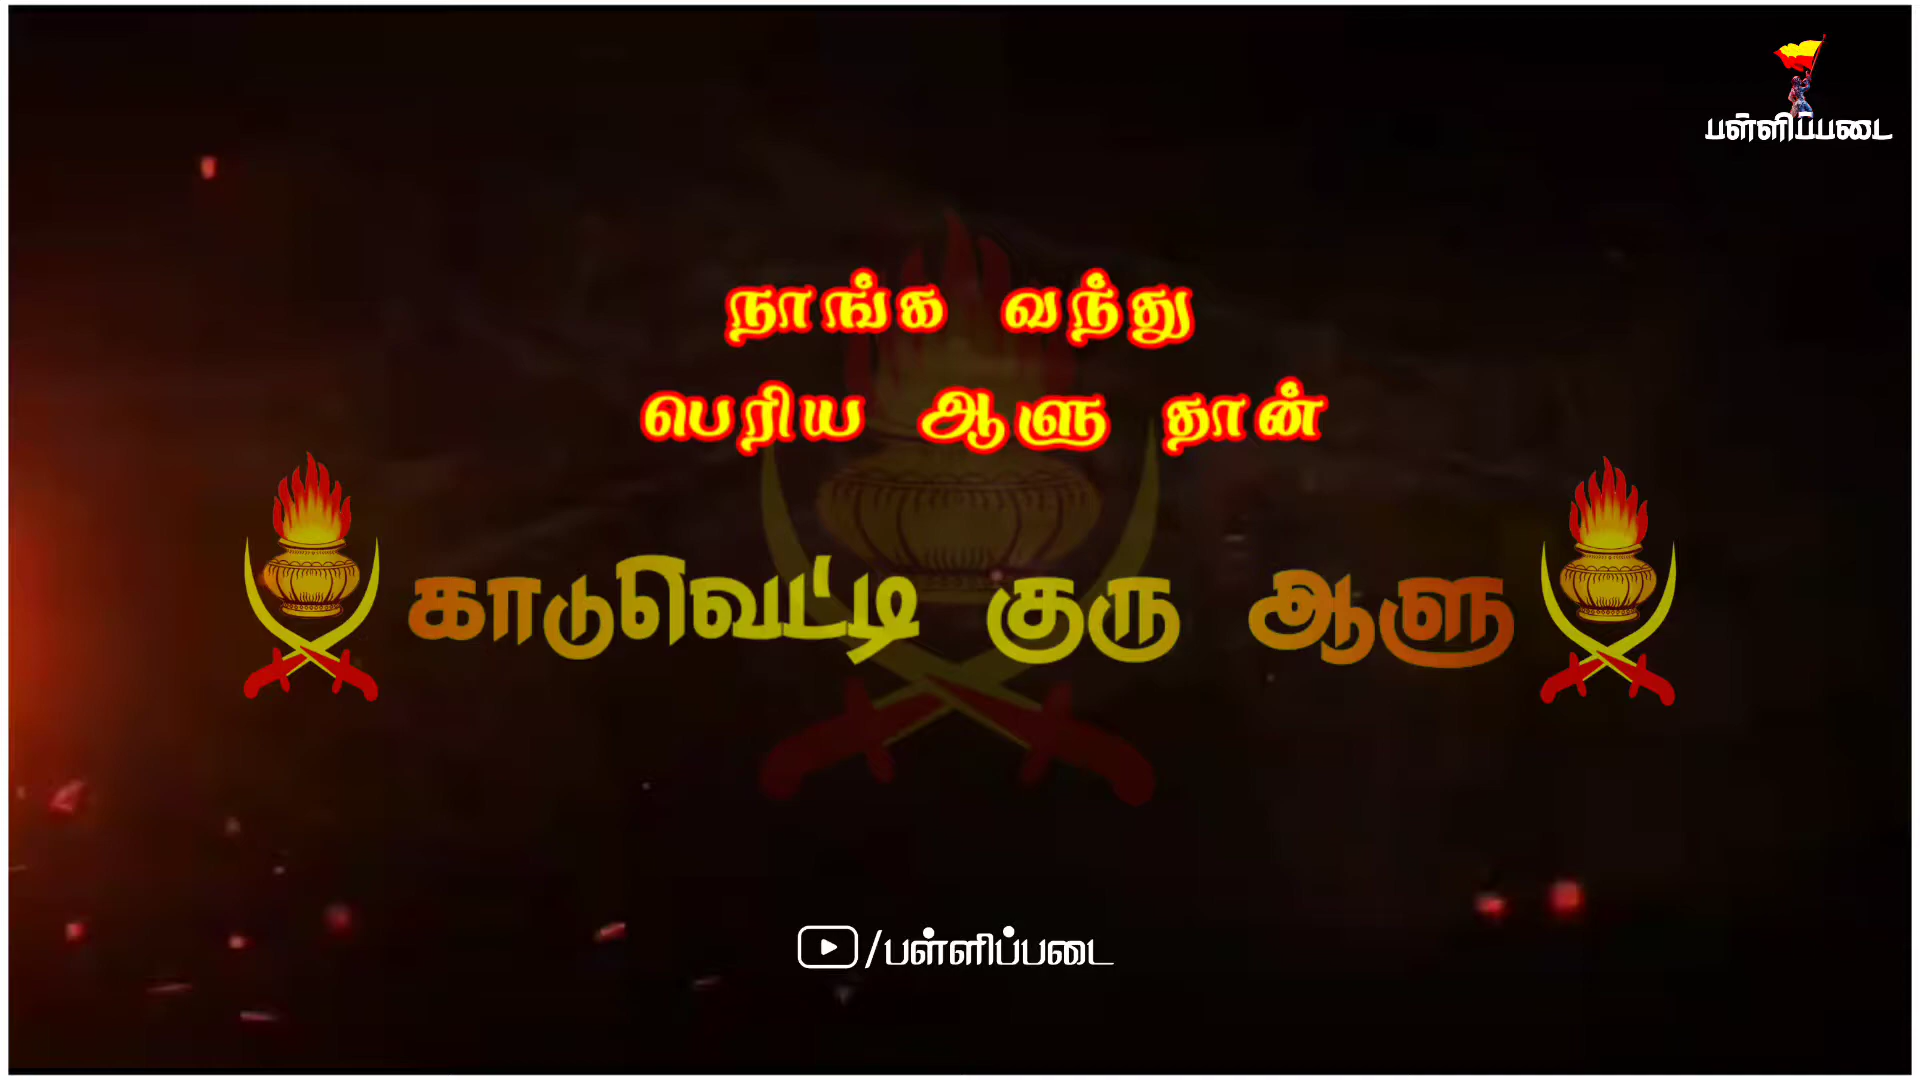 பள்ளிப்படை
நாங்க வந்து
பெரிய ஆளு தான்
காடுவெட்டி குரு ஆளு
/பள்ளிப்படை